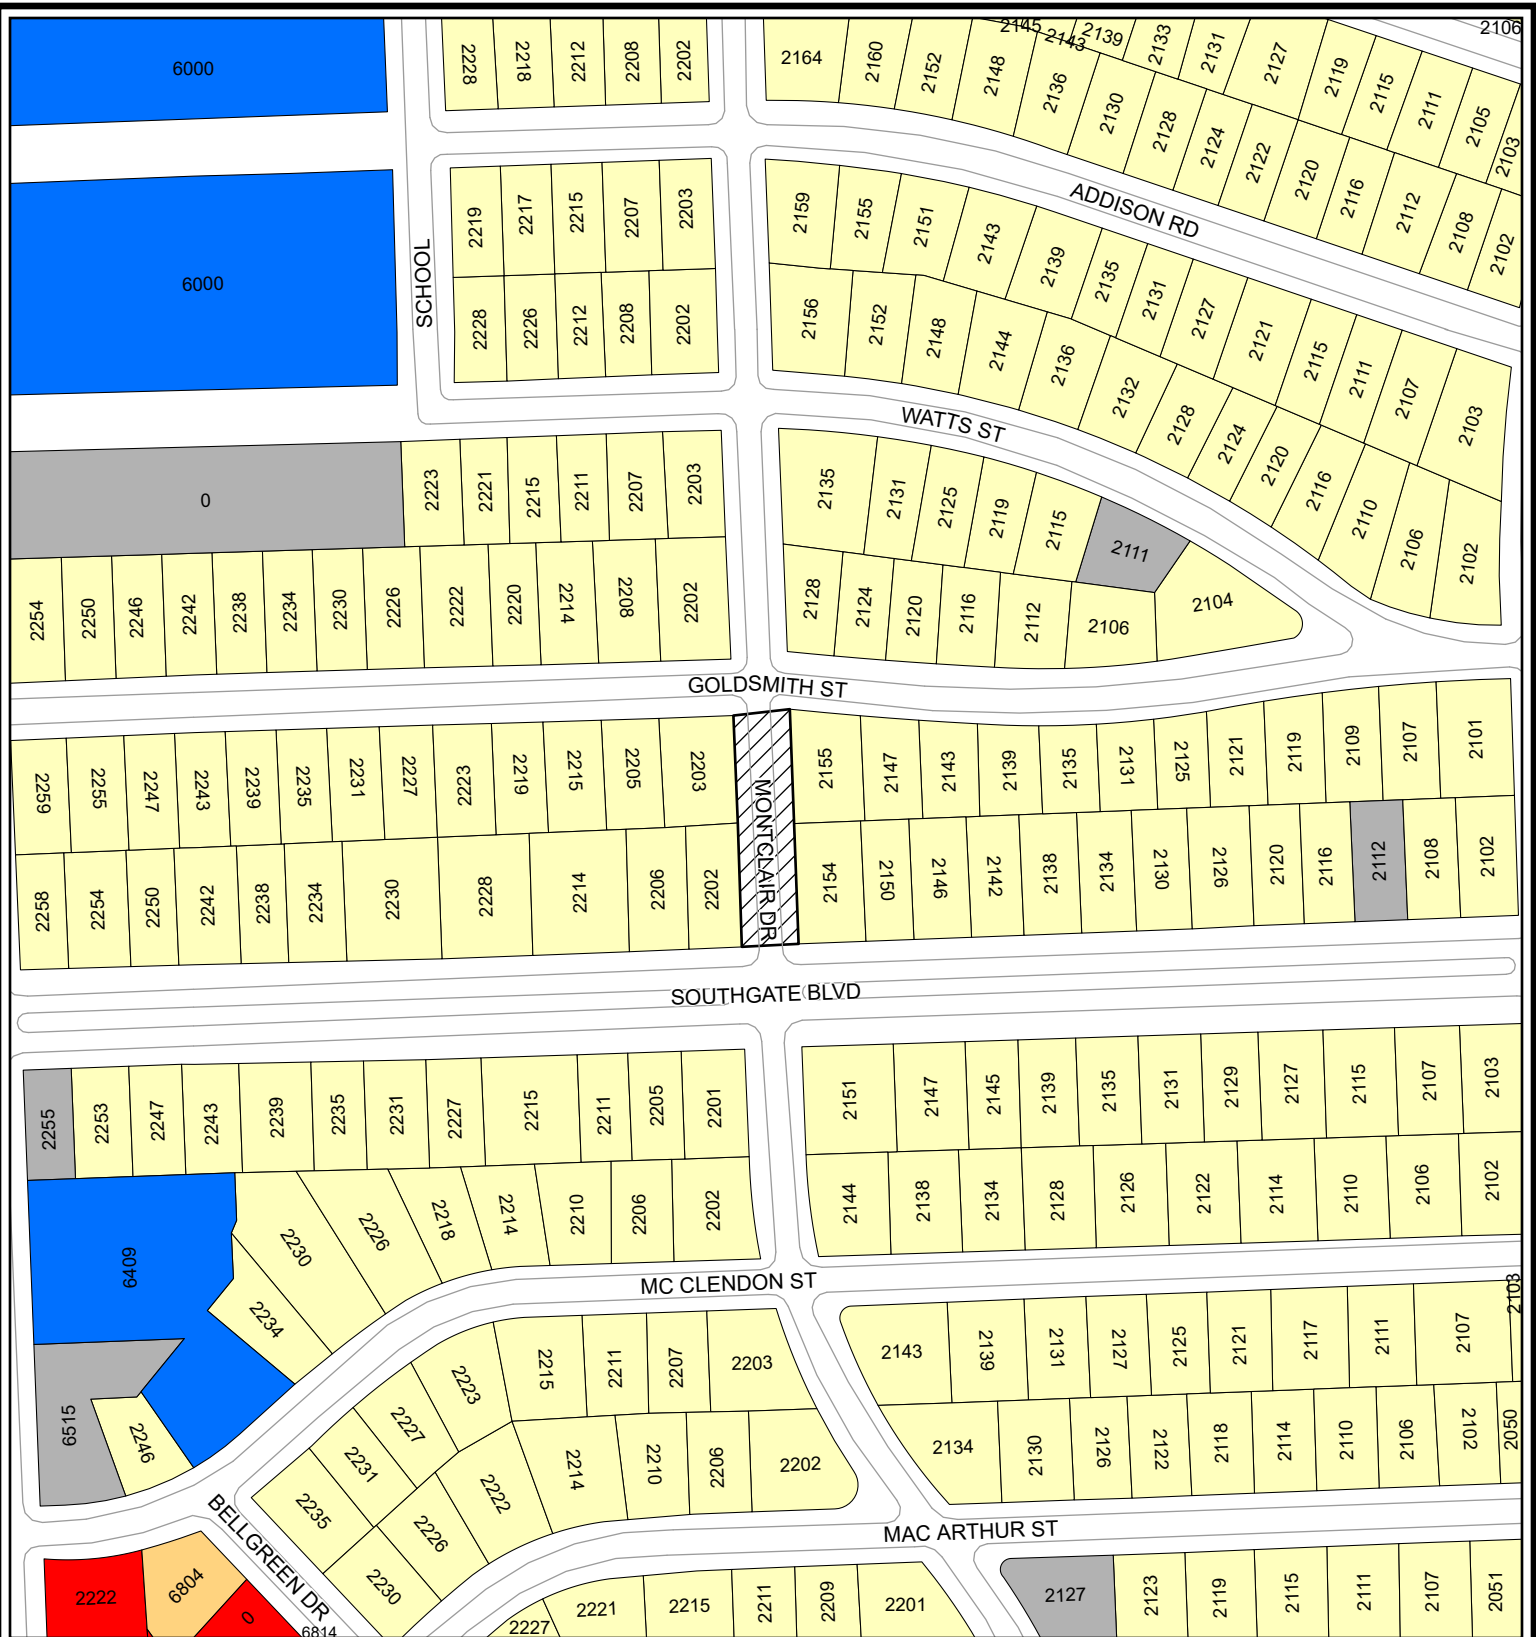 6000
2228 2218 2212 2208 2202
2164 2160 2152 2148 2145 2143 2139 2133 2131 2127 2119 2115 2111 2105 2103
2106
2136 2130 2128 2124 2122 2120 2116 2112 2108 2102
ADDISON RD
6000
SCHOOL
2219 2217 2215 2207 2203
2159 2155 2151 2143 2139 2135 2131 2127 2121 2115 2111 2107 2103
2228 2226 2212 2208 2202
2156 2152 2148 2144 2136 2132 2128 2124 2120 2116 2110 2106 2102
WATTS ST
0
2223 2221 2215 2211 2207 2203
2135 2131 2125 2119 2115 2111
2254 2250 2246 2242 2238 2234 2230 2226 2222 2220 2214 2208 2202
2128 2124 2120 2116 2112 2106 2104
GOLDSMITH ST
2259 2255 2247 2243 2239 2235 2231 2227 2223 2219 2215 2205 2203
2155 2147 2143 2139 2135 2131 2125 2121 2119 2109 2107 2101
MONTCLAIR DR
2258 2254 2250 2242 2238 2234 2230 2228 2214 2206 2202
2154 2150 2146 2142 2138 2134 2130 2126 2120 2116 2112 2108 2102
SOUTHGATE BLVD
2255 2253 2247 2243 2239 2235 2231 2227 2215 2211 2205 2201
2151 2147 2145 2139 2135 2131 2129 2127 2115 2107 2103
6409
2230 2226 2218 2214 2210 2206 2202
2144 2138 2134 2128 2126 2122 2114 2110 2106 2102
2234
MC CLENDON ST
2223 2215 2211 2207 2203
2143 2139 2131 2127 2125 2121 2117 2111 2107 2103
6515
2246
2235 2231 2227
2230 2226 2222 2214 2210 2206 2202
2134 2130 2126 2122 2118 2114 2110 2106 2102 2050
BELLGREEN DR
MAC ARTHUR ST
2222 6804 0 6814
2227 2221 2215 2211 2209 2201
2127 2123 2119 2115 2111 2107 2051